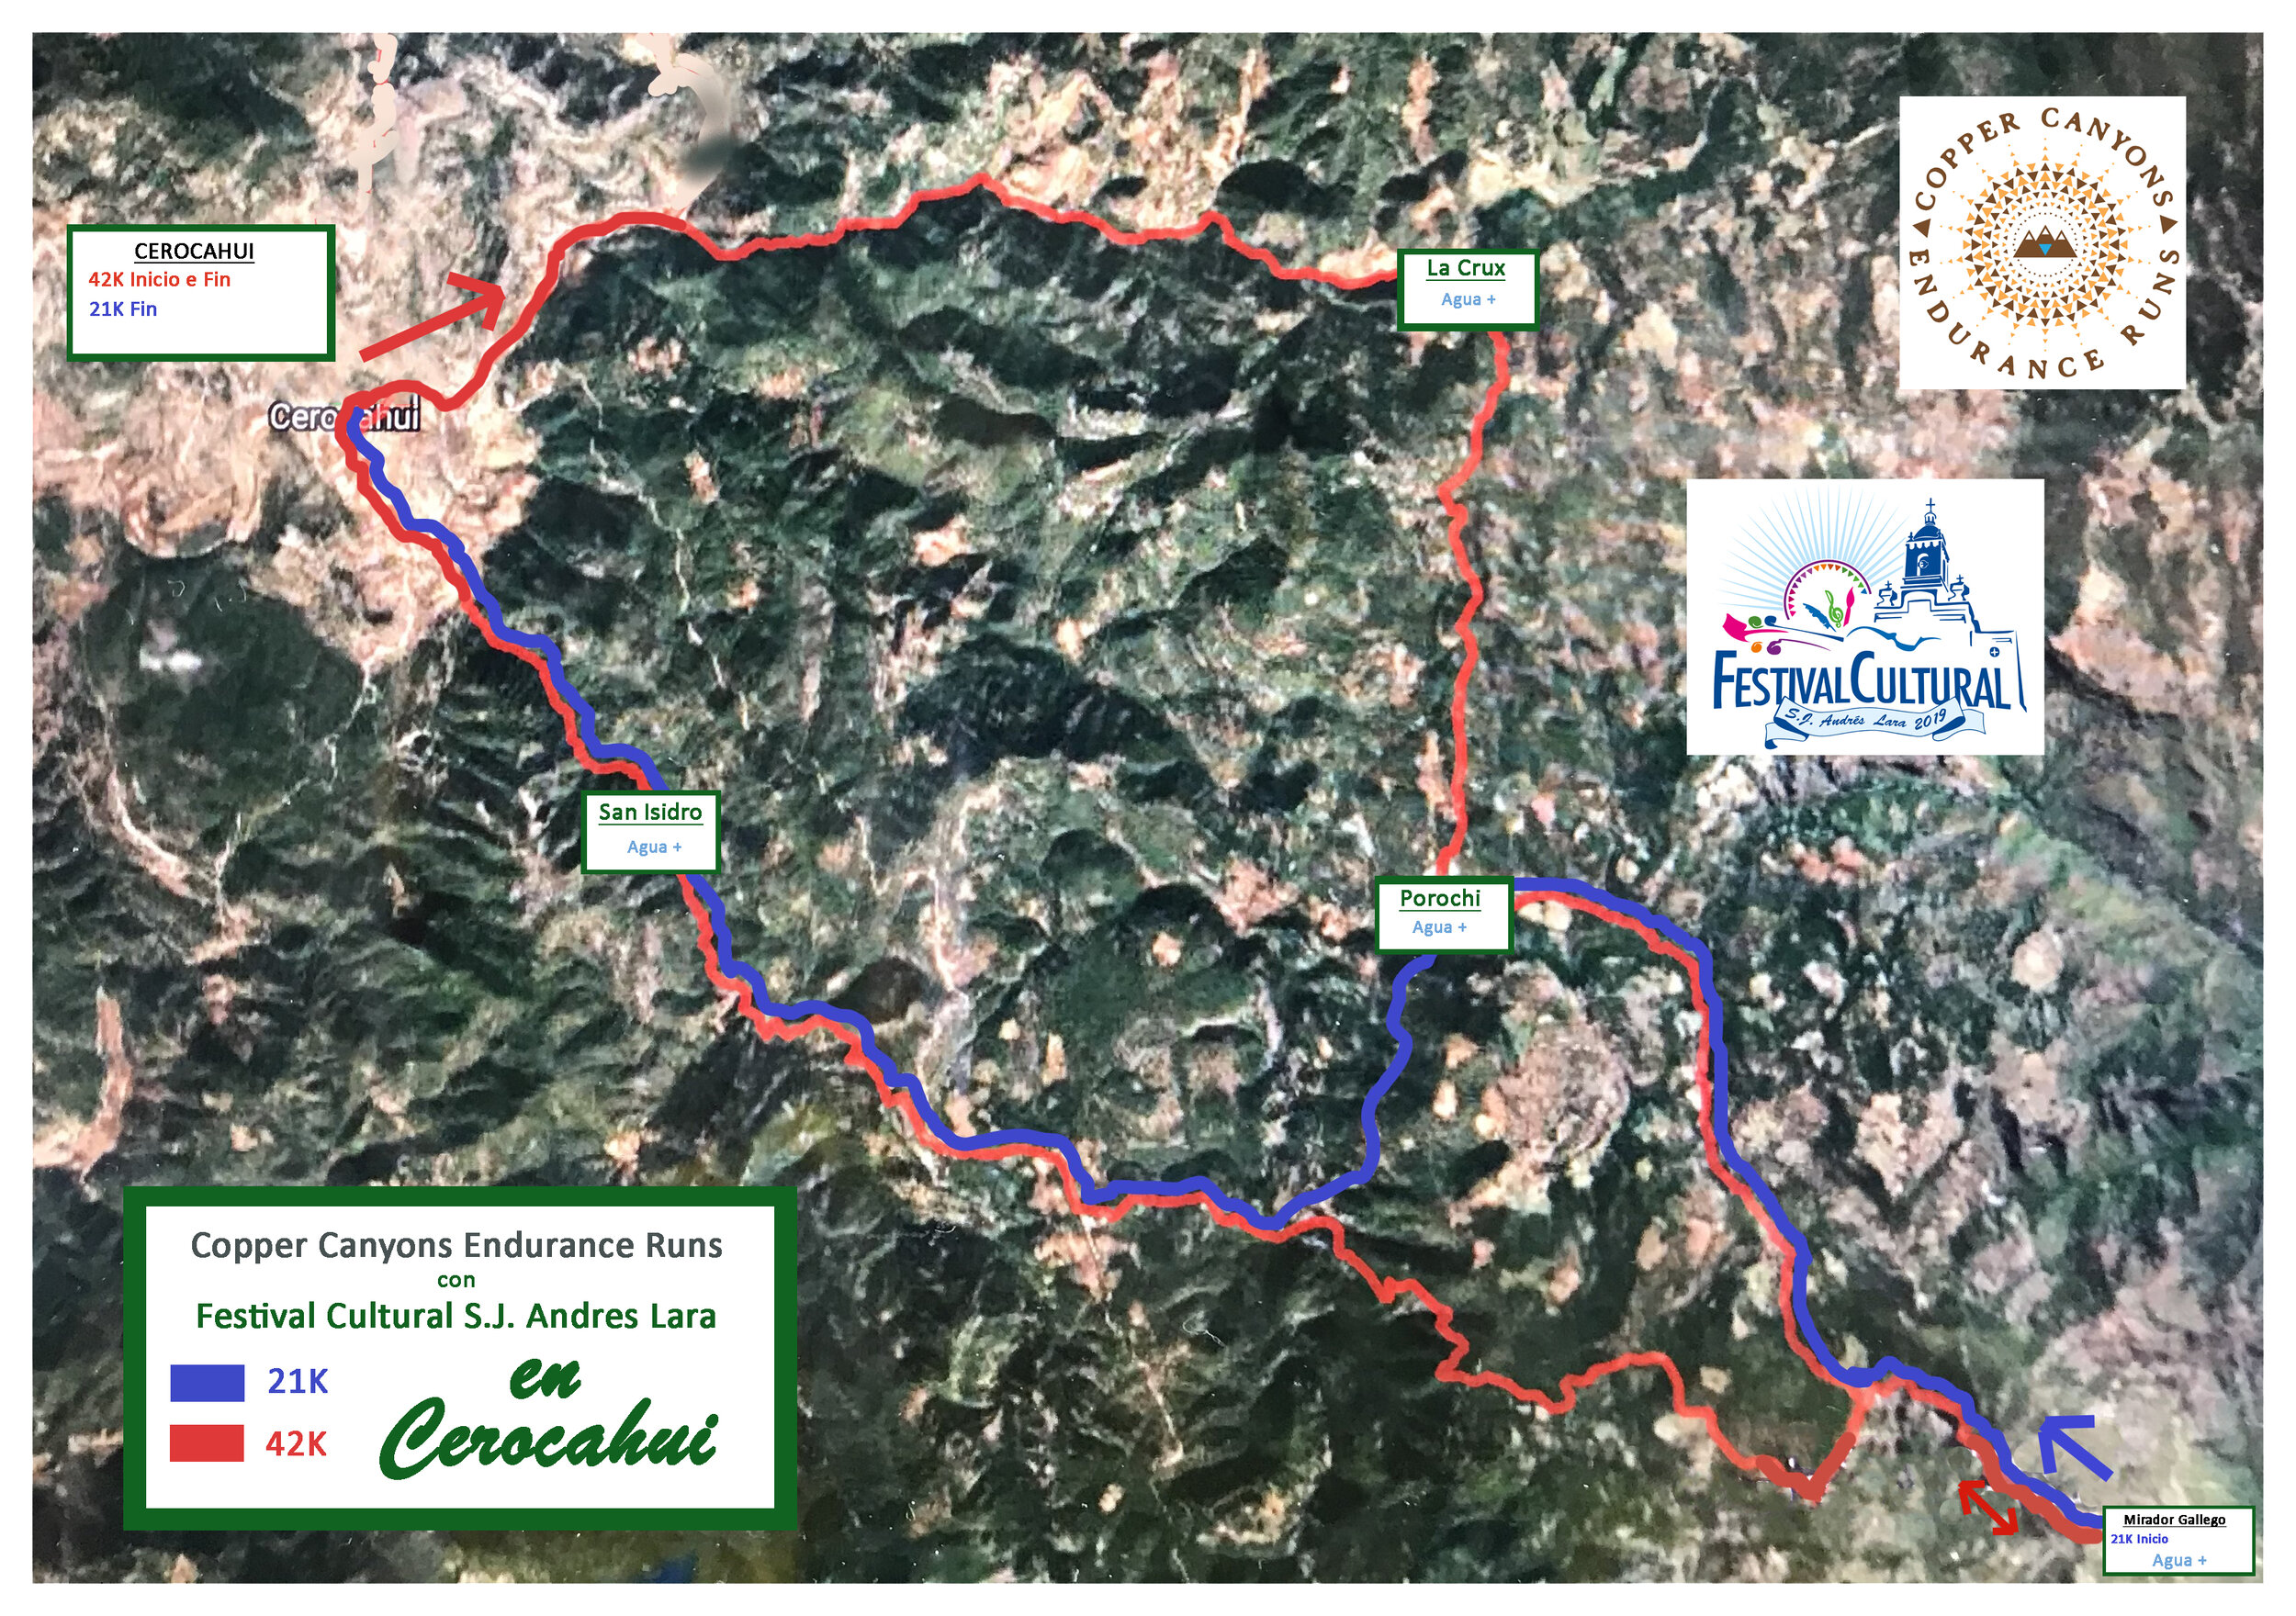 COPPER CANYONS
ENDURANCE RUNS
CEROCAHUI
42K Inicio e Fin
21K Fin
La Crux
Agua +
Cerocahui
FESTIVAL CULTURAL
S.J. Andrés Lara 2019
San Isidro
Agua +
Porochi
Agua +
Copper Canyons Endurance Runs
con
Festival Cultural S.J. Andres Lara
21K
42K
en
Cerocahui
Mirador Gallego
21K Inicio
Agua +